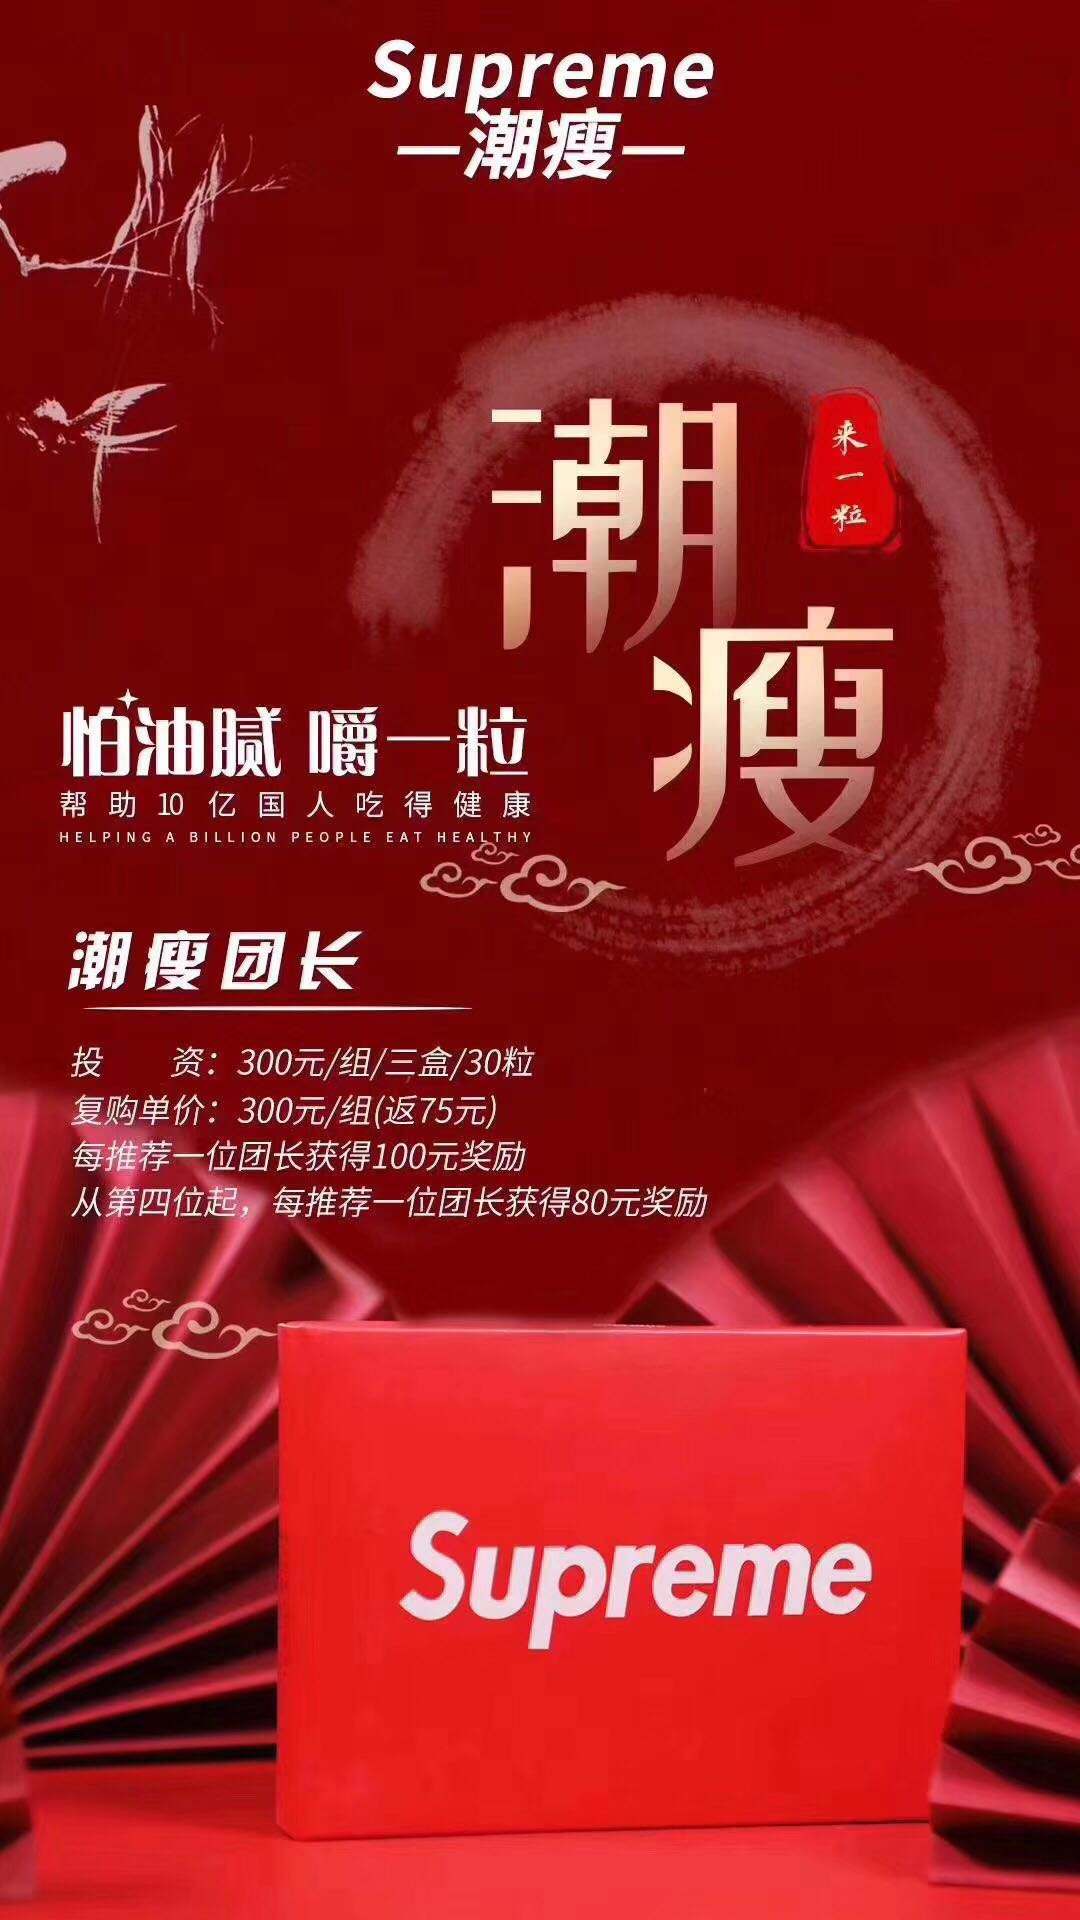 Supreme
—潮瘦—
潮瘦
来一粒
怕油腻 嚼一粒
帮助10亿国人吃得健康
HELPING A BILLION PEOPLE EAT HEALTHY
潮瘦团长
投　　资：300元/组/三盒/30粒
复购单价：300元/组(返75元)
每推荐一位团长获得100元奖励
从第四位起，每推荐一位团长获得80元奖励
Supreme